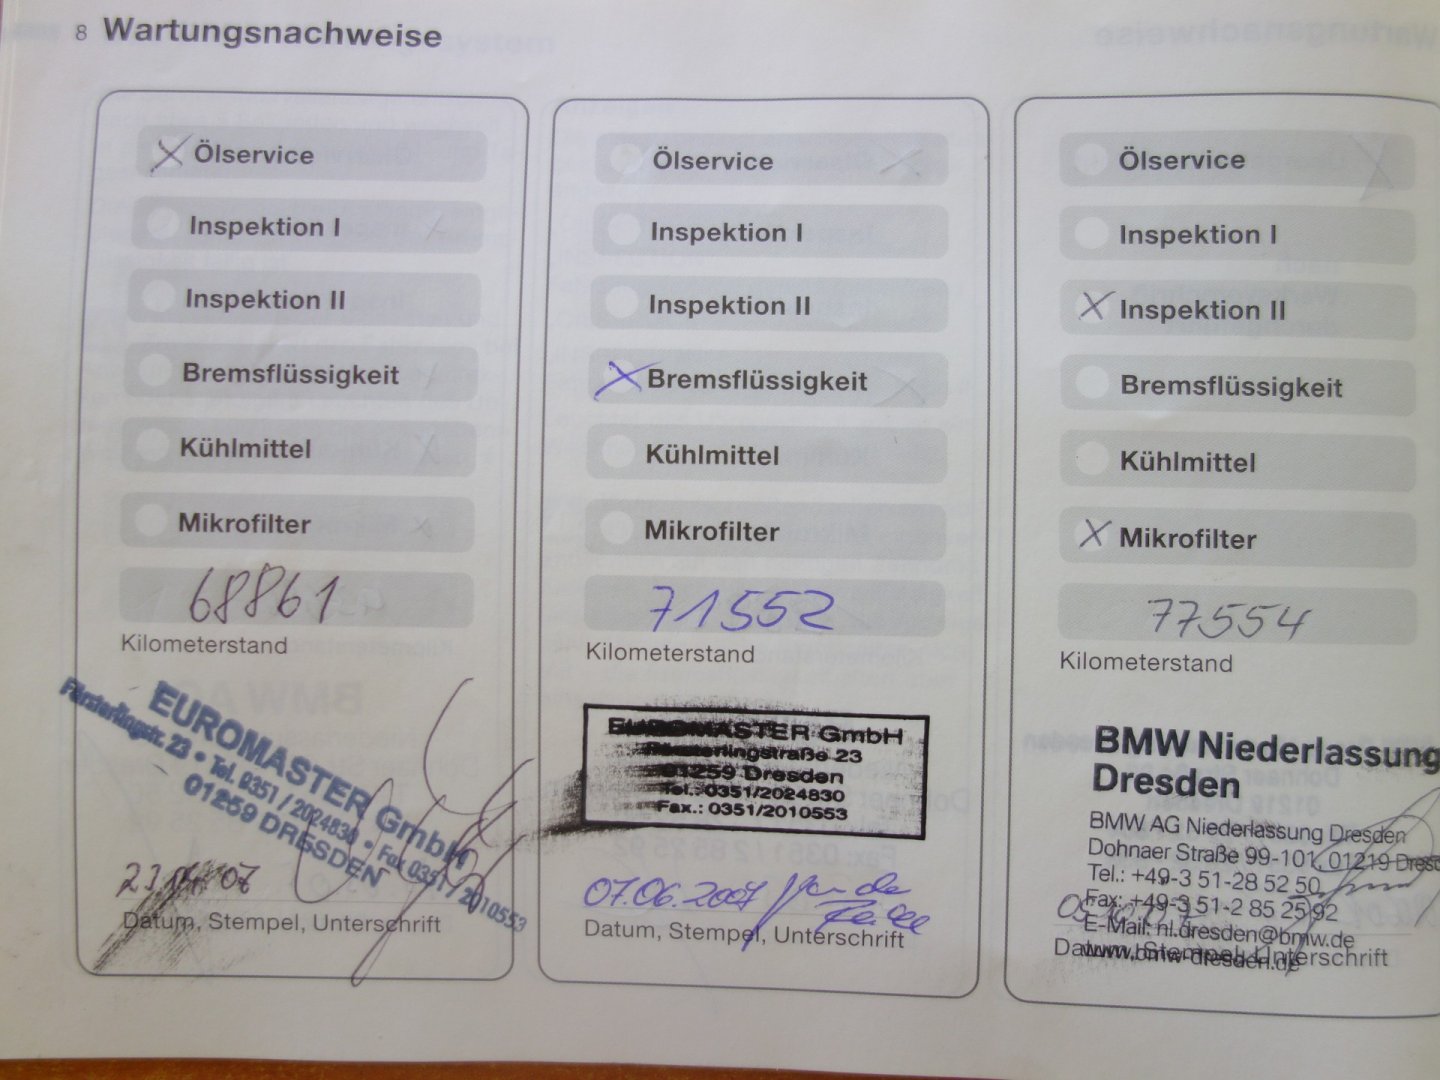 8 Wartungsnachweise
Ölservice
Inspektion I
Inspektion II
Bremsflüssigkeit
Kühlmittel
Mikrofilter
68861
Kilometerstand
EUROMASTER GmbH
Försterlingstr. 23 • Tel. 0351 / 2024830 • Fax 0351 / 2010553
01259 DRESDEN
07
Datum, Stempel, Unterschrift
Ölservice
Inspektion I
Inspektion II
Bremsflüssigkeit
Kühlmittel
Mikrofilter
71552
Kilometerstand
EUROMASTER GmbH
Försterlingstraße 23
01259 Dresden
Tel.: 0351/2024830
Fax.: 0351/2010553
07.06.2007
Datum, Stempel, Unterschrift
Ölservice
Inspektion I
Inspektion II
Bremsflüssigkeit
Kühlmittel
Mikrofilter
77554
Kilometerstand
BMW Niederlassung
Dresden
BMW AG Niederlassung Dresden
Dohnaer Straße 99-101, 01219 Dresd
Tel.: +49-3 51-28 52 50
Fax: +49-3 51-2 85 25 92
E-Mail: nl.dresden@bmw.de
www.bmw-dresden.de
Datum, Stempel, Unterschrift